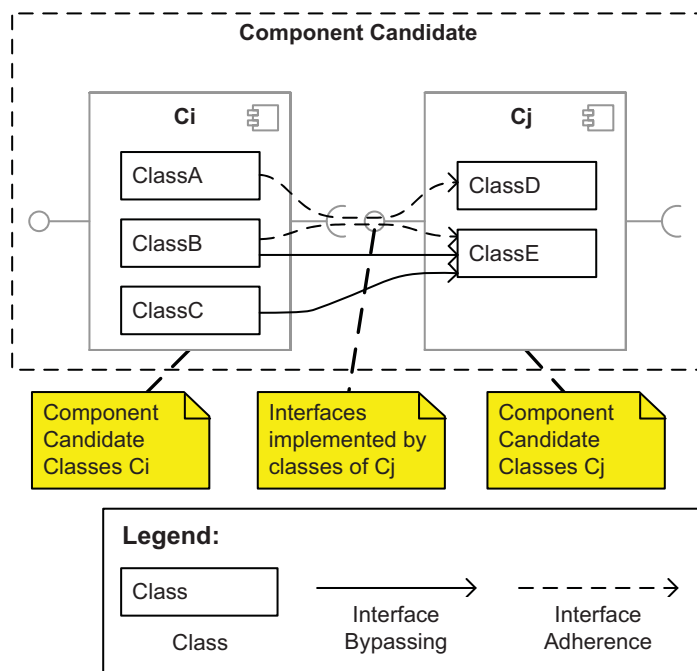 Component Candidate
Ci
Cj
ClassA
ClassD
ClassB
ClassE
ClassC
Component
Candidate
Classes Ci
Interfaces
implemented by
classes of Cj
Component
Candidate
Classes Cj
Legend:
Class
Class
Interface
Bypassing
Interface
Adherence